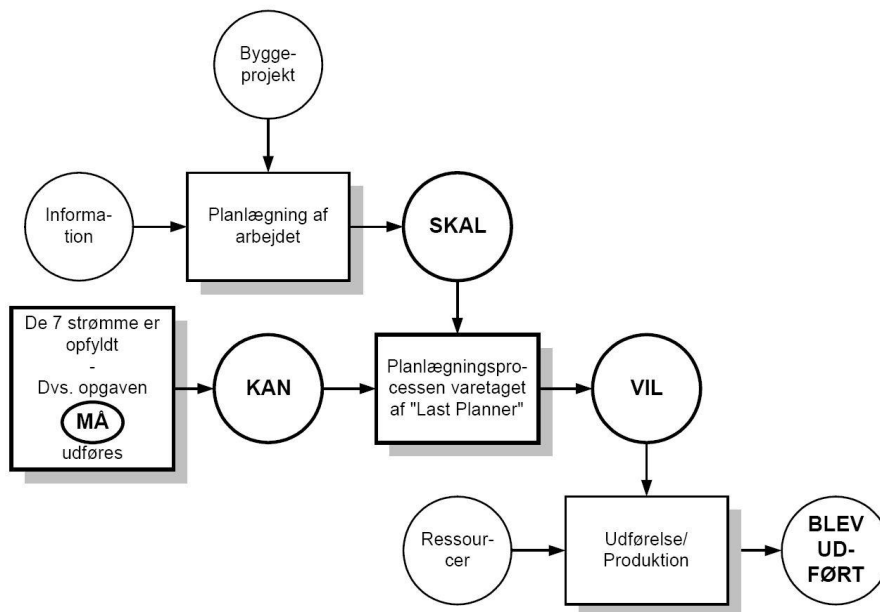 Bygge-
projekt
Informa-
tion
Planlægning af
arbejdet
SKAL
De 7 strømme er
opfyldt
-
Dvs. opgaven
MÅ
udføres
KAN
Planlægningspro-
cessen varetaget
af "Last Planner"
VIL
Ressour-
cer
Udførelse/
Produktion
BLEV
UD-
FØRT